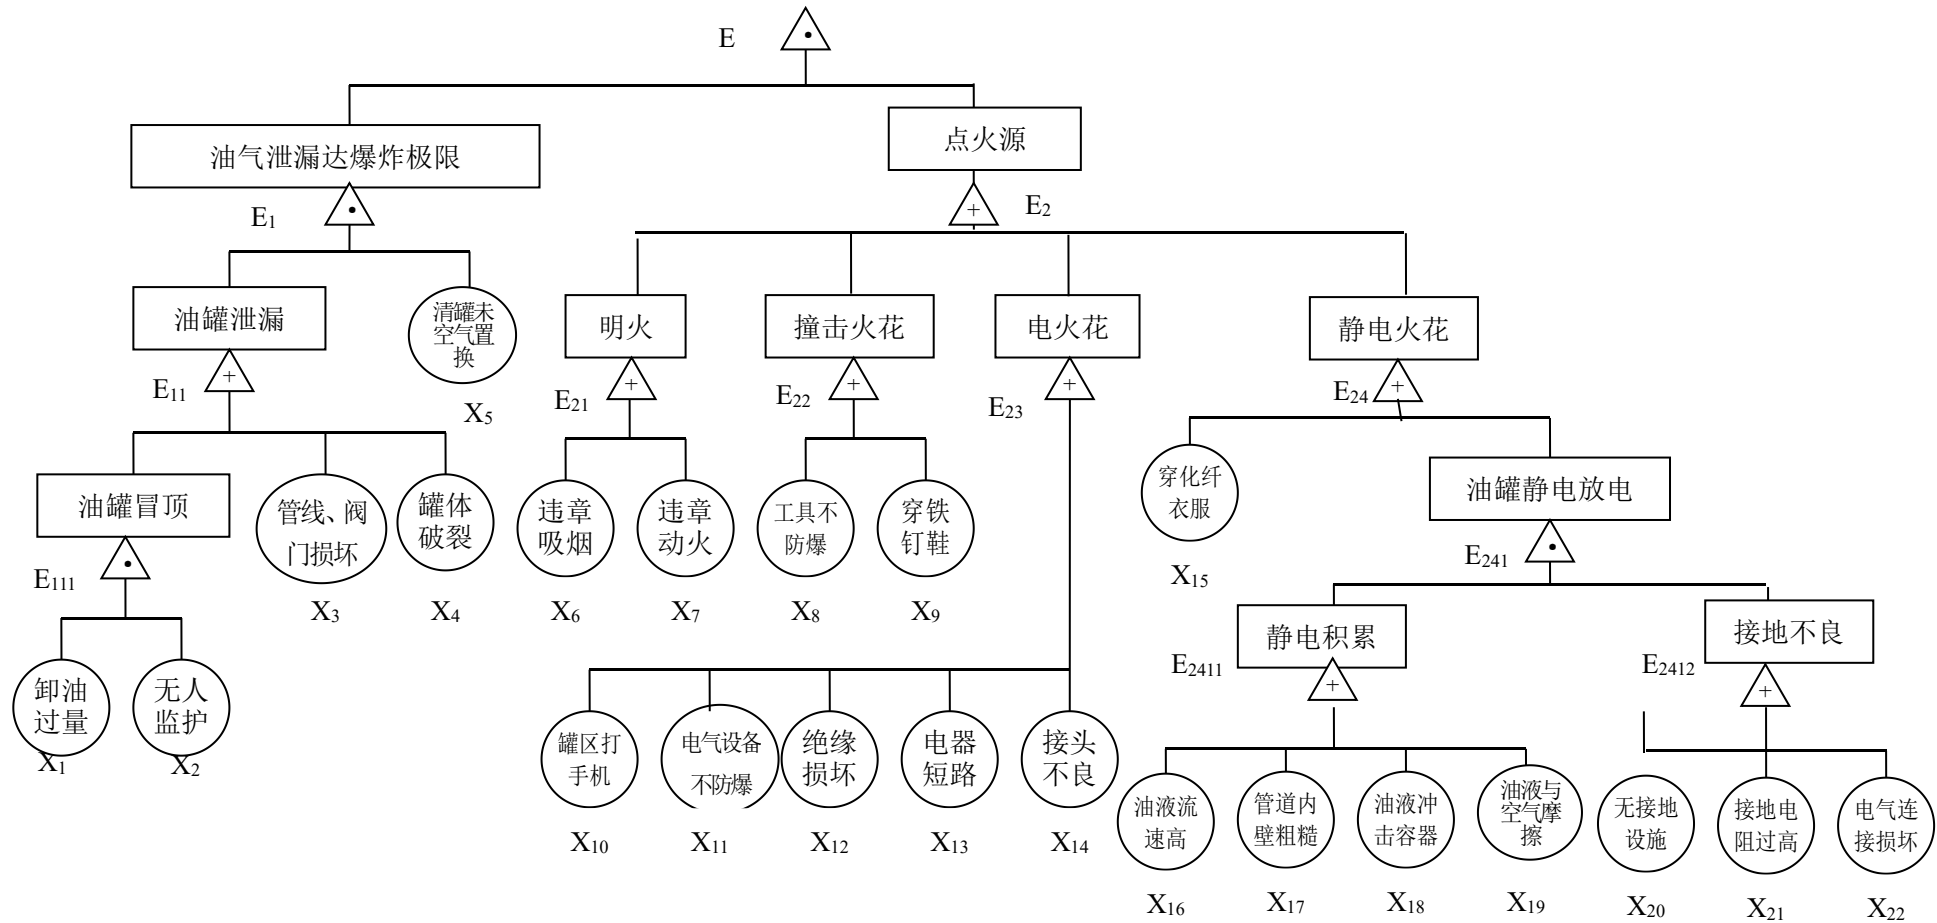 E
油气泄漏达爆炸极限
点火源
E₁
E₂
+
油罐泄漏
清罐未
空气置
换
X₅
明火
撞击火花
电火花
静电火花
E₁₁
+
E₂₁
+
E₂₂
+
E₂₃
+
E₂₄
+
油罐冒顶
管线、阀
门损坏
X₃
罐体
破裂
X₄
违章
吸烟
X₆
违章
动火
X₇
工具不
防爆
X₈
穿铁
钉鞋
X₉
穿化纤
衣服
X₁₅
油罐静电放电
E₁₁₁
E₂₄₁
卸油
过量
X₁
无人
监护
X₂
静电积累
接地不良
E₂₄₁₁
+
E₂₄₁₂
+
罐区打
手机
X₁₀
电气设备
不防爆
X₁₁
绝缘
损坏
X₁₂
电器
短路
X₁₃
接头
不良
X₁₄
油液流
速高
X₁₆
管道内
壁粗糙
X₁₇
油液冲
击容器
X₁₈
油液与
空气摩
擦
X₁₉
无接地
设施
X₂₀
接地电
阻过高
X₂₁
电气连
接损坏
X₂₂